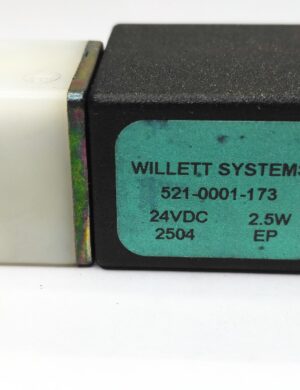 WILLETT SYSTEMS
521-0001-173
24VDC 2.5W
2504 EP